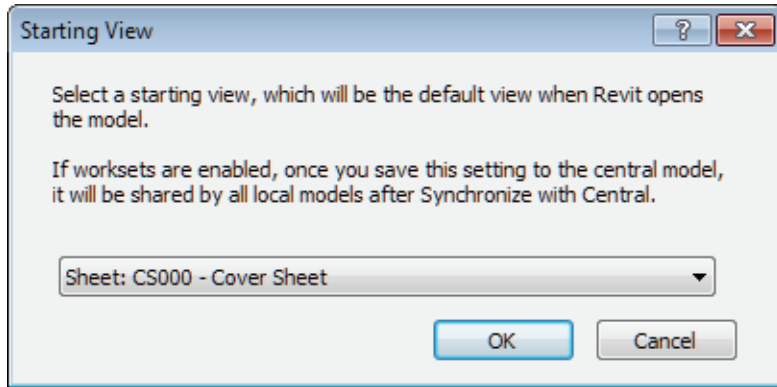 Starting View
?
Select a starting view, which will be the default view when Revit opens
the model.
If worksets are enabled, once you save this setting to the central model,
it will be shared by all local models after Synchronize with Central.
Sheet: CS000 - Cover Sheet
OK Cancel